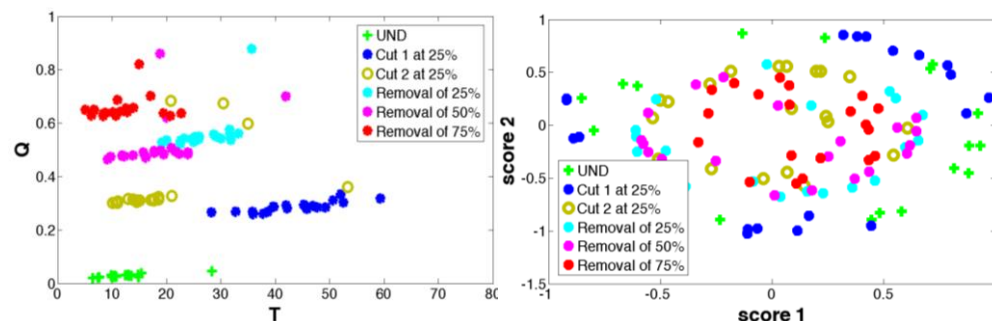 1
0.8
0.6
0.4
0.2
0
Q
0 10 20 30 40 50 60 70 80
T
UND
Cut 1 at 25%
Cut 2 at 25%
Removal of 25%
Removal of 50%
Removal of 75%
1
0.5
0
-0.5
-1
-1.5
score 2
-1 -0.5 0 0.5
score 1
UND
Cut 1 at 25%
Cut 2 at 25%
Removal of 25%
Removal of 50%
Removal of 75%